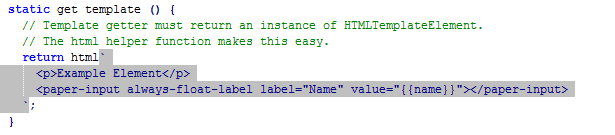 static get template () {
// Template getter must return an instance of HTMLTemplateElement.
// The html helper function makes this easy.
return html`
<p>Example Element</p>
<paper-input always-float-label label="Name" value="{{name}}"></paper-input>
`;
}